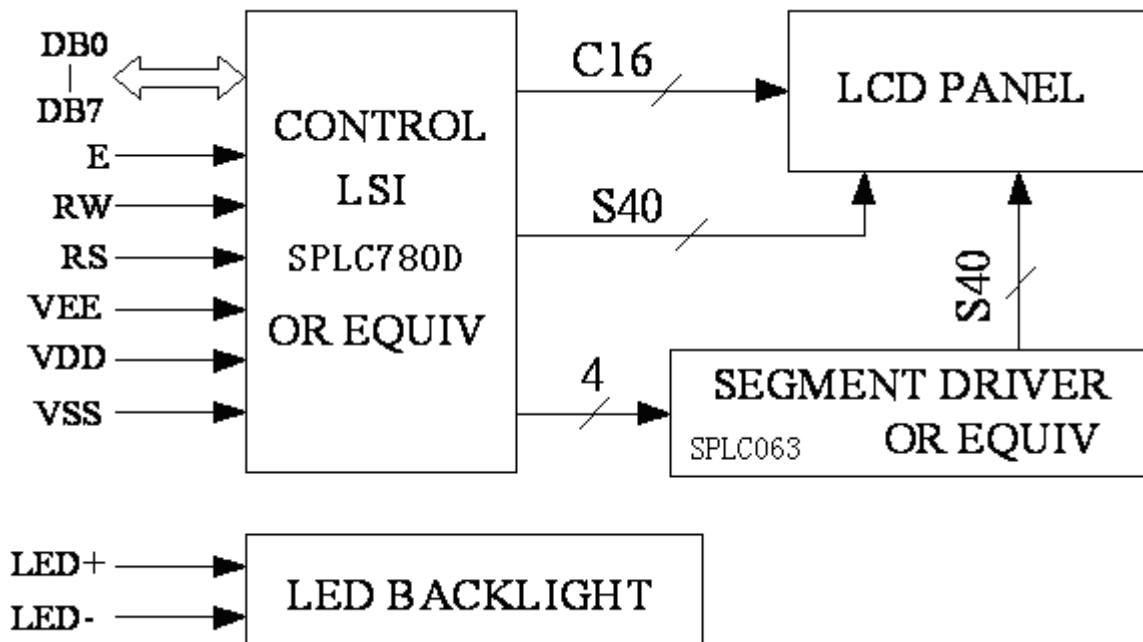 DB0
DB7
E
RW
RS
VEE
VDD
VSS
CONTROL
LSI
SPLC780D
OR EQUIV
C16
S40
4
LCD PANEL
S40
SEGMENT DRIVER
SPLC063 OR EQUIV
LED+
LED-
LED BACKLIGHT